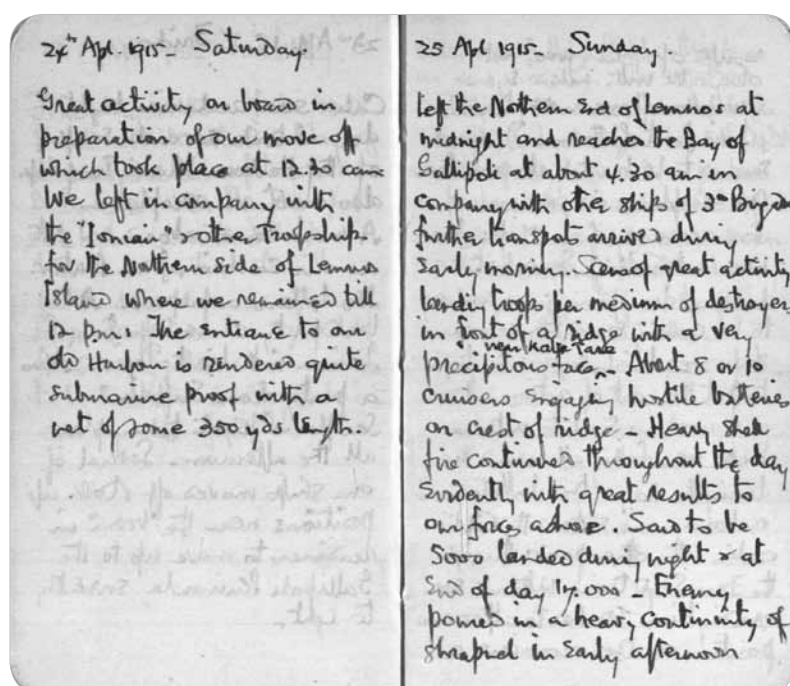 24th Apl. 1915 - Saturday.
Great activity on board in
preparation of our move off
which took place at 12.30 am
We left in company with
the "Ionian" & other Troopships
for the Northern Side of Lemnos
Island where we remained till
12 p.m. The Entrance to our
old Harbour is rendered quite
submarine proof with a
net of some 350 yds length.
25 Apl 1915 - Sunday.
Left the Northern End of Lemnos at
midnight and reached the Bay of
Gallipoli at about 4.30 am in
company with other ships of 3rd Brigade
further transports arrived during
Early morning. Scene of great activity
landing troops per medium of destroyers
in front of a ridge with a very
"near Kaba Tepe
precipitous face. - About 8 or 10
cruisers Engaging hostile batteries
on crest of ridge - Heavy shell
fire continued throughout the day
Evidently with great results to
our forces ashore. Said to be
5000 landed during night & at
End of day 17.000 - Enemy
poured in a heavy continuity of
shrapnel in Early afternoon